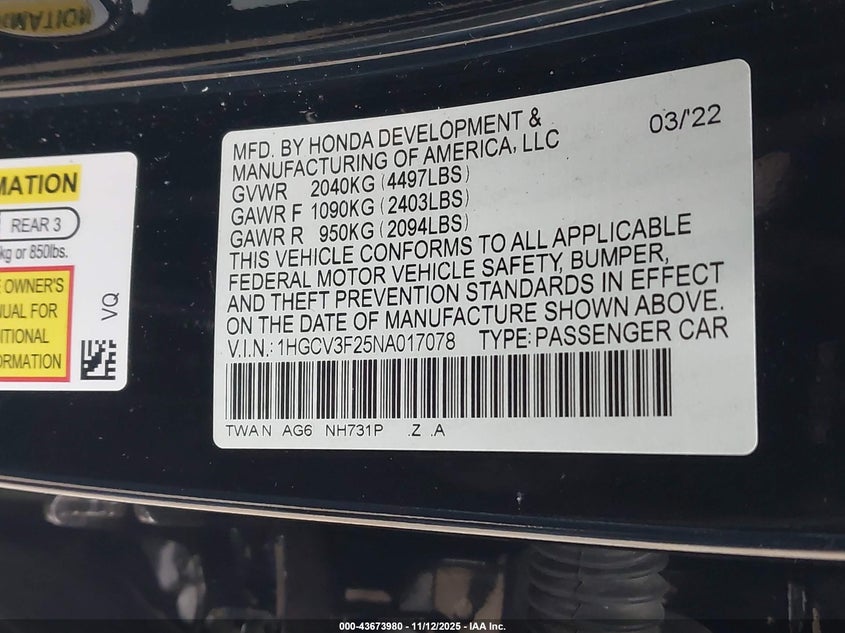 MATION
REAR 3
kg or 850lbs.
OWNER'S
UAL FOR
ITIONAL
ORMATION
VQ
MFD. BY HONDA DEVELOPMENT &
MANUFACTURING OF AMERICA, LLC
03/'22
GVWR 2040KG (4497LBS)
GAWR F 1090KG (2403LBS)
GAWR R 950KG (2094LBS)
THIS VEHICLE CONFORMS TO ALL APPLICABLE
FEDERAL MOTOR VEHICLE SAFETY, BUMPER,
AND THEFT PREVENTION STANDARDS IN EFFECT
ON THE DATE OF MANUFACTURE SHOWN ABOVE.
V.I.N.: 1HGCV3F25NA017078 TYPE: PASSENGER CAR
TWA N AG6 NH731P .Z .A
000-43673980 - 11/12/2025 - IAA Inc.